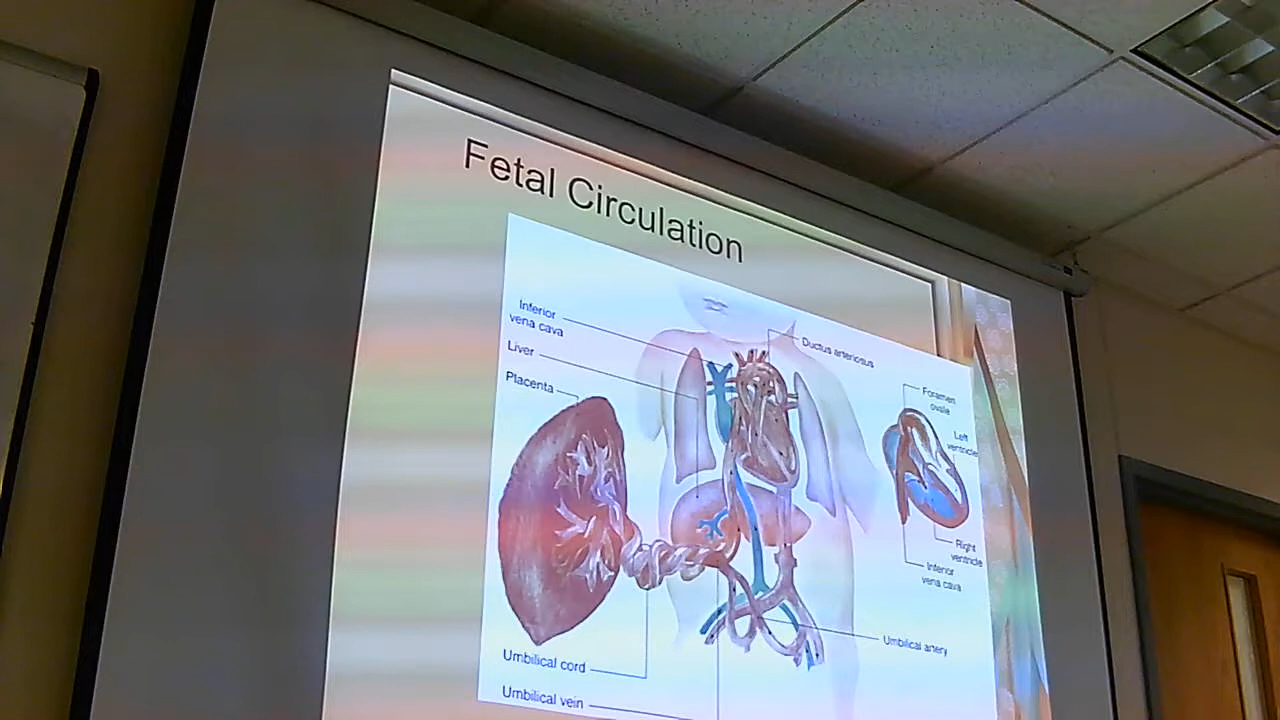 Fetal Circulation
Inferior
vena cava
Liver
Placenta
Ductus arteriosus
Foramen
ovale
Left
ventricle
Right
ventricle
Inferior
vena cava
Umbilical artery
Umbilical cord
Umbilical vein